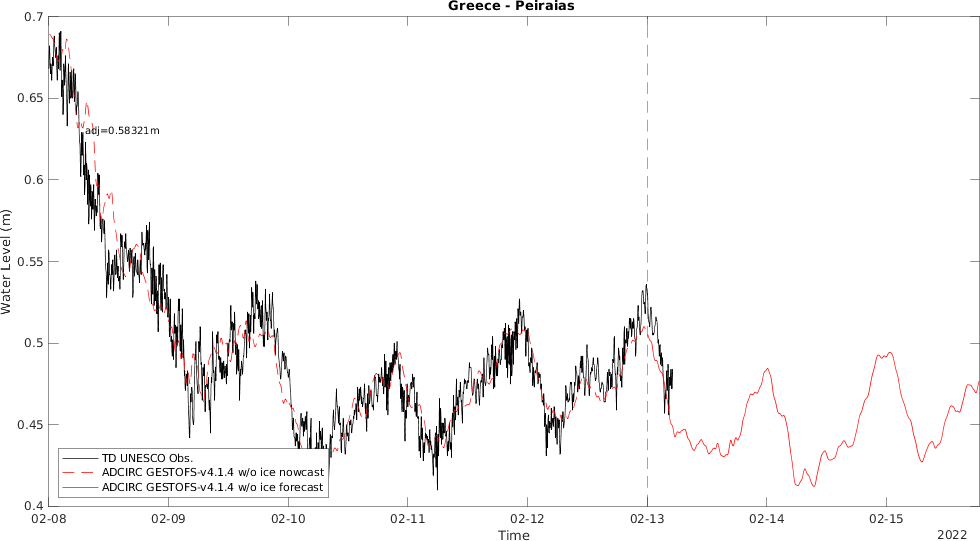 Greece - Peiraias
0.7
0.65
0.6
0.55
0.5
0.45
0.4
Water Level (m)
adj=0.58321m
TD UNESCO Obs.
ADCIRC GESTOFS-v4.1.4 w/o ice nowcast
ADCIRC GESTOFS-v4.1.4 w/o ice forecast
02-08 02-09 02-10 02-11 02-12 02-13 02-14 02-15
Time
2022